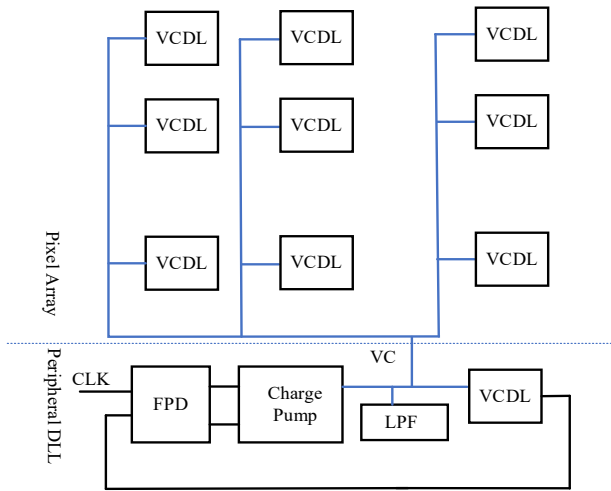 VCDL VCDL VCDL
VCDL VCDL VCDL
VCDL VCDL VCDL
Pixel Array
Peripheral DLL
VC
CLK
FPD
Charge
Pump
LPF
VCDL